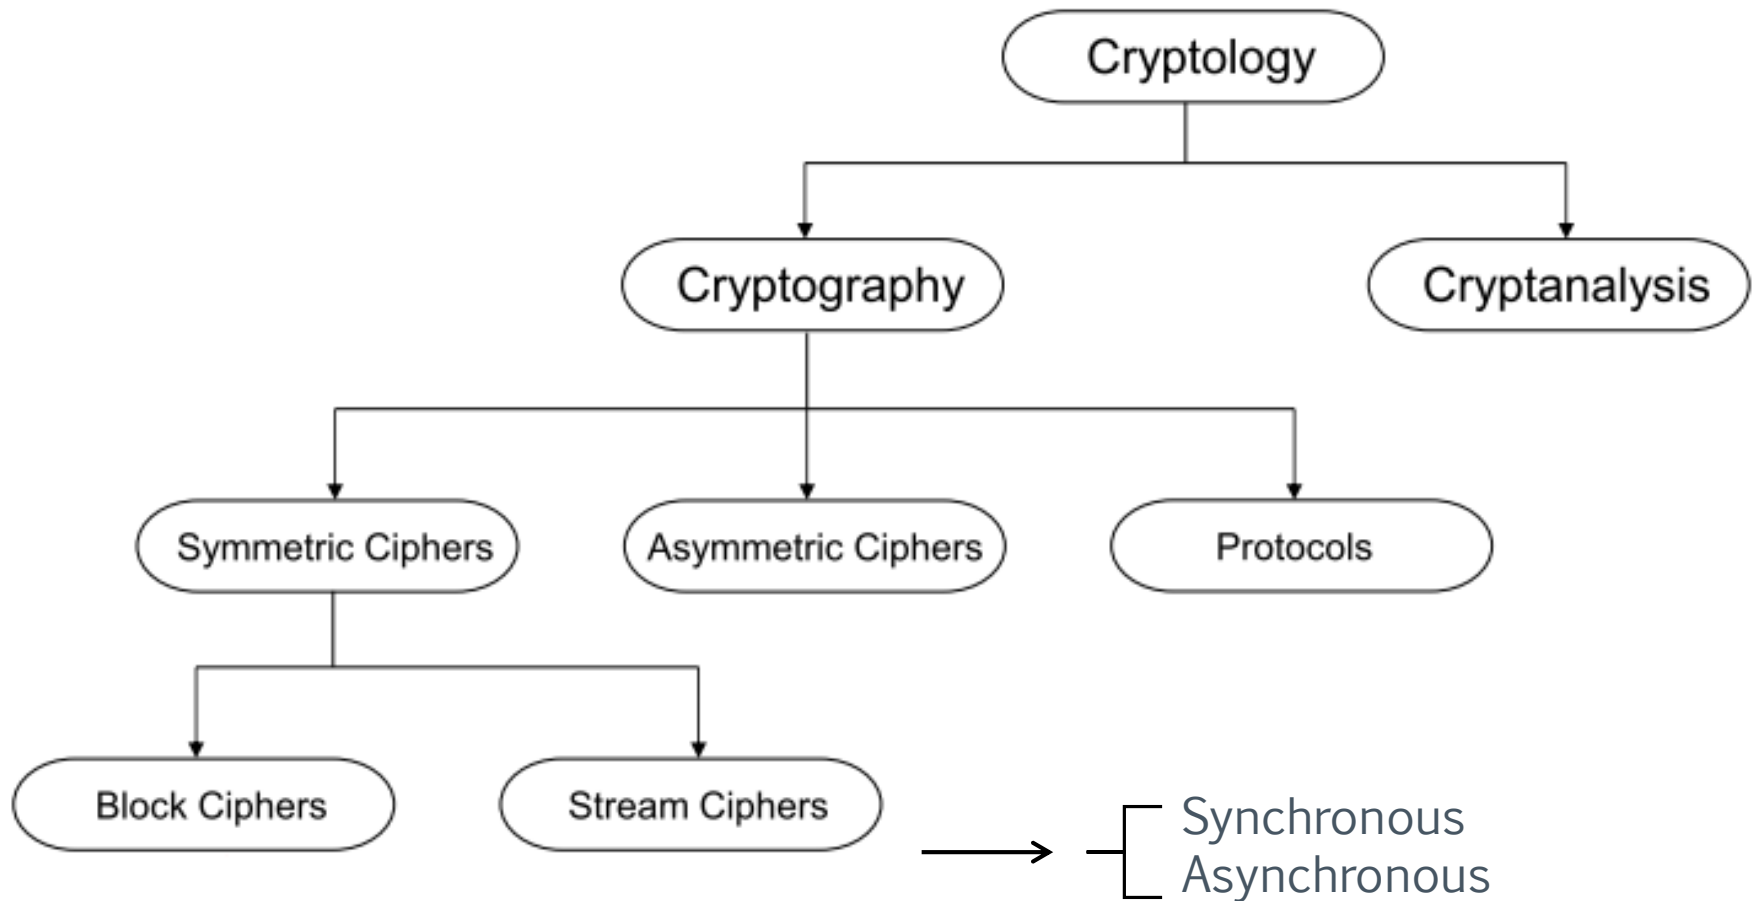 Cryptology
Cryptography
Cryptanalysis
Symmetric Ciphers
Asymmetric Ciphers
Protocols
Block Ciphers
Stream Ciphers
Synchronous
Asynchronous